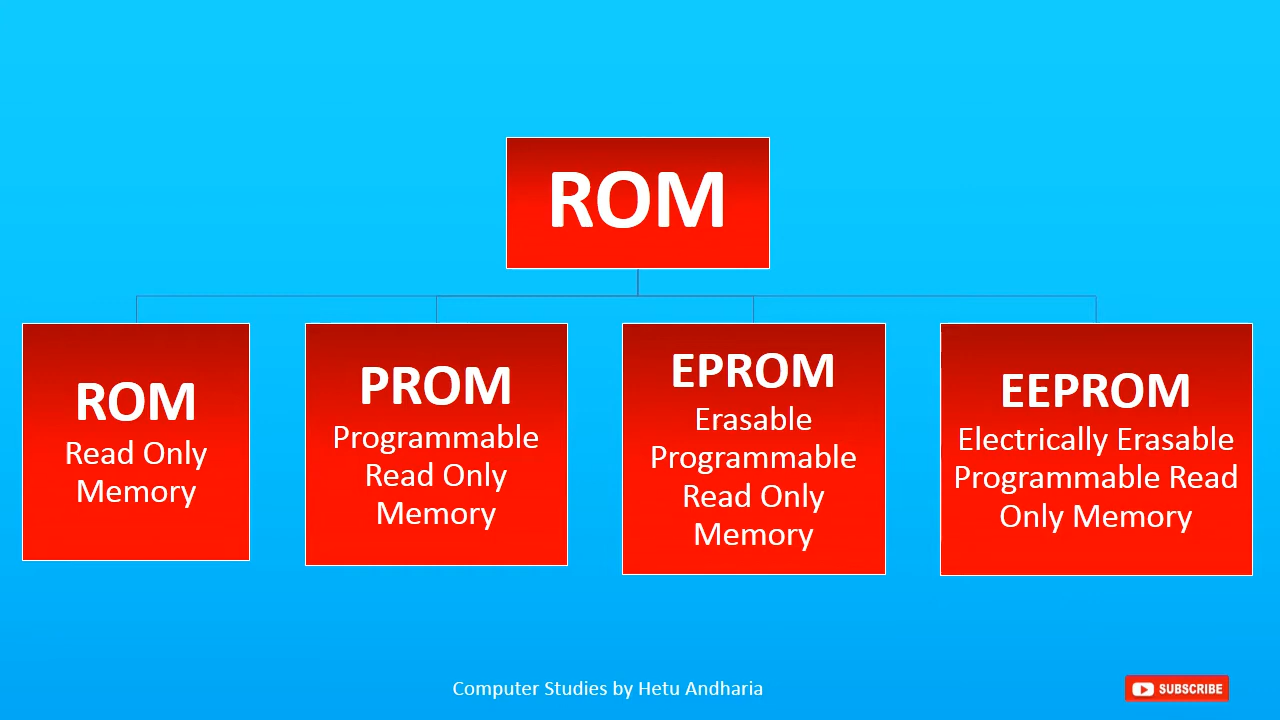 ROM
ROM
Read Only
Memory
PROM
Programmable
Read Only
Memory
EPROM
Erasable
Programmable
Read Only
Memory
EEPROM
Electrically Erasable
Programmable Read
Only Memory
Computer Studies by Hetu Andharia
SUBSCRIBE